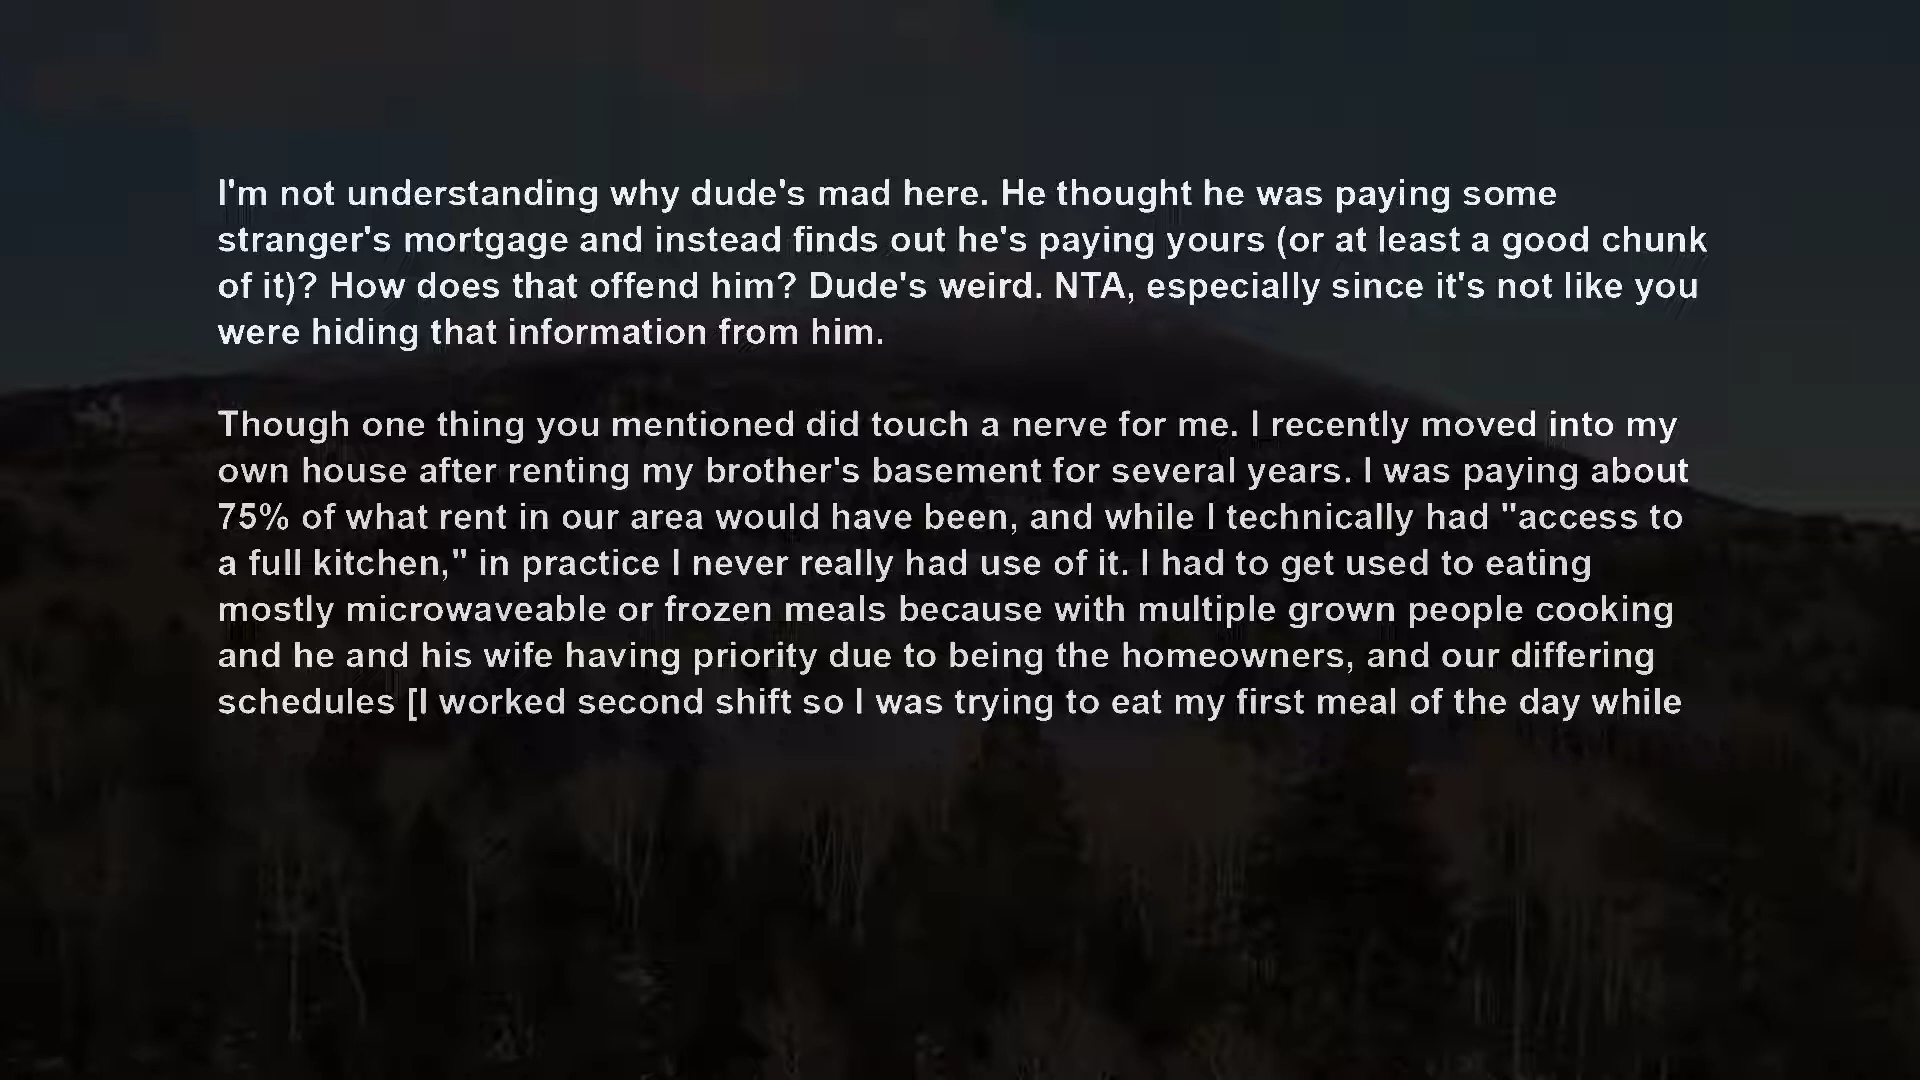 I'm not understanding why dude's mad here. He thought he was paying some
stranger's mortgage and instead finds out he's paying yours (or at least a good chunk
of it)? How does that offend him? Dude's weird. NTA, especially since it's not like you
were hiding that information from him.
Though one thing you mentioned did touch a nerve for me. I recently moved into my
own house after renting my brother's basement for several years. I was paying about
75% of what rent in our area would have been, and while I technically had "access to
a full kitchen," in practice I never really had use of it. I had to get used to eating
mostly microwaveable or frozen meals because with multiple grown people cooking
and he and his wife having priority due to being the homeowners, and our differing
schedules [I worked second shift so I was trying to eat my first meal of the day while